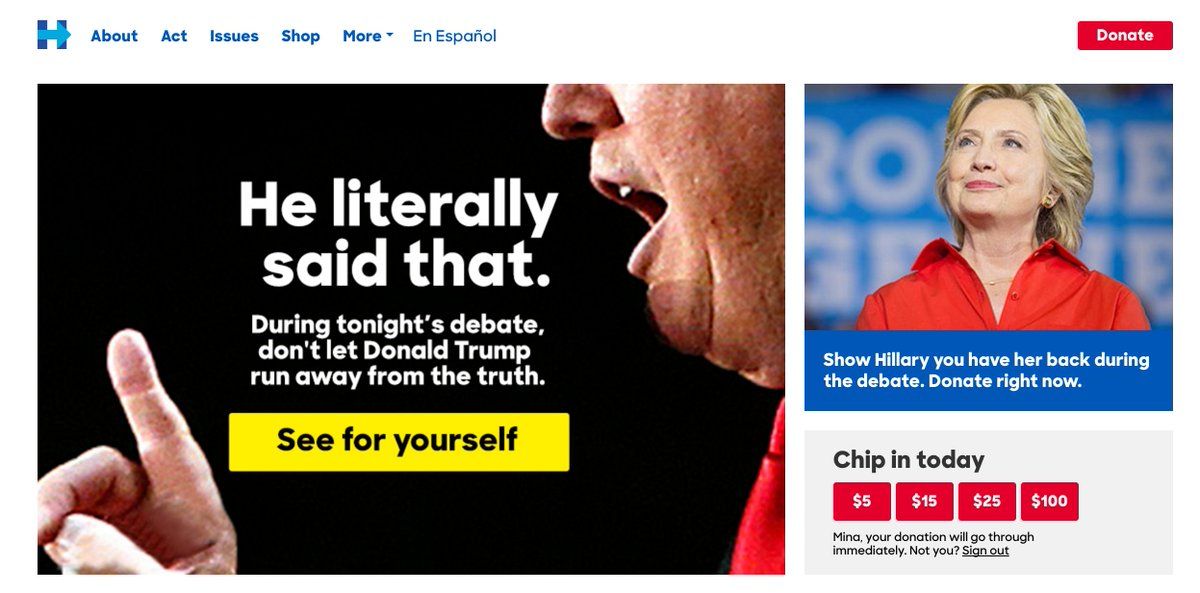 About Act Issues Shop More En Español Donate
He literally
said that.
During tonight's debate,
don't let Donald Trump
run away from the truth.
See for yourself
Show Hillary you have her back during
the debate. Donate right now.
Chip in today
$5 $15 $25 $100
Mina, your donation will go through
immediately. Not you? Sign out